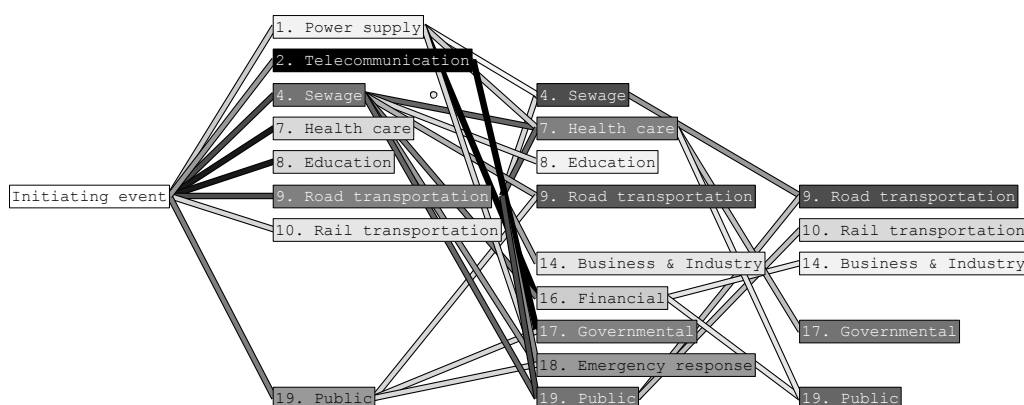 1. Power supply
2. Telecommunication
4. Sewage
4. Sewage
7. Health care
7. Health care
8. Education
8. Education
Initiating event
9. Road transportation
9. Road transportation
9. Road transportation
10. Rail transportation
10. Rail transportation
14. Business & Industry
14. Business & Industry
16. Financial
17. Governmental
17. Governmental
18. Emergency response
19. Public
19. Public
19. Public